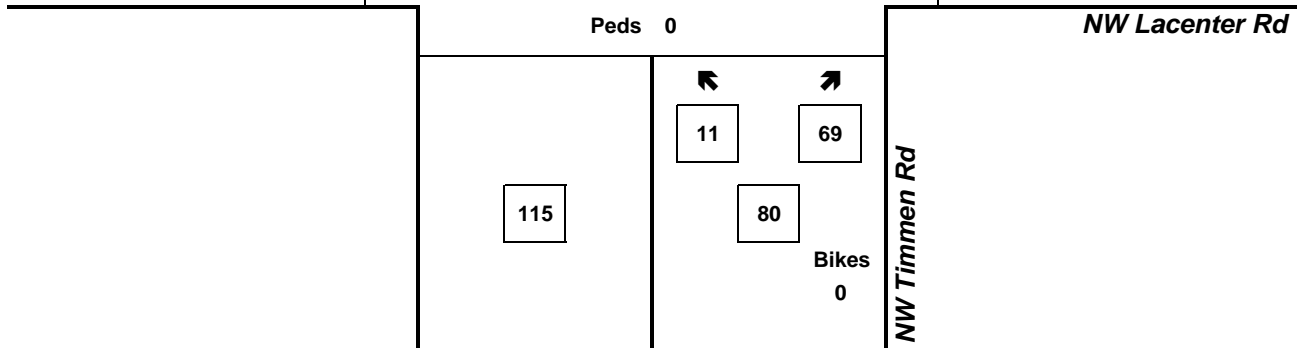 Peds 0
NW Lacenter Rd
11
69
115
80
Bikes
0
NW Timmen Rd